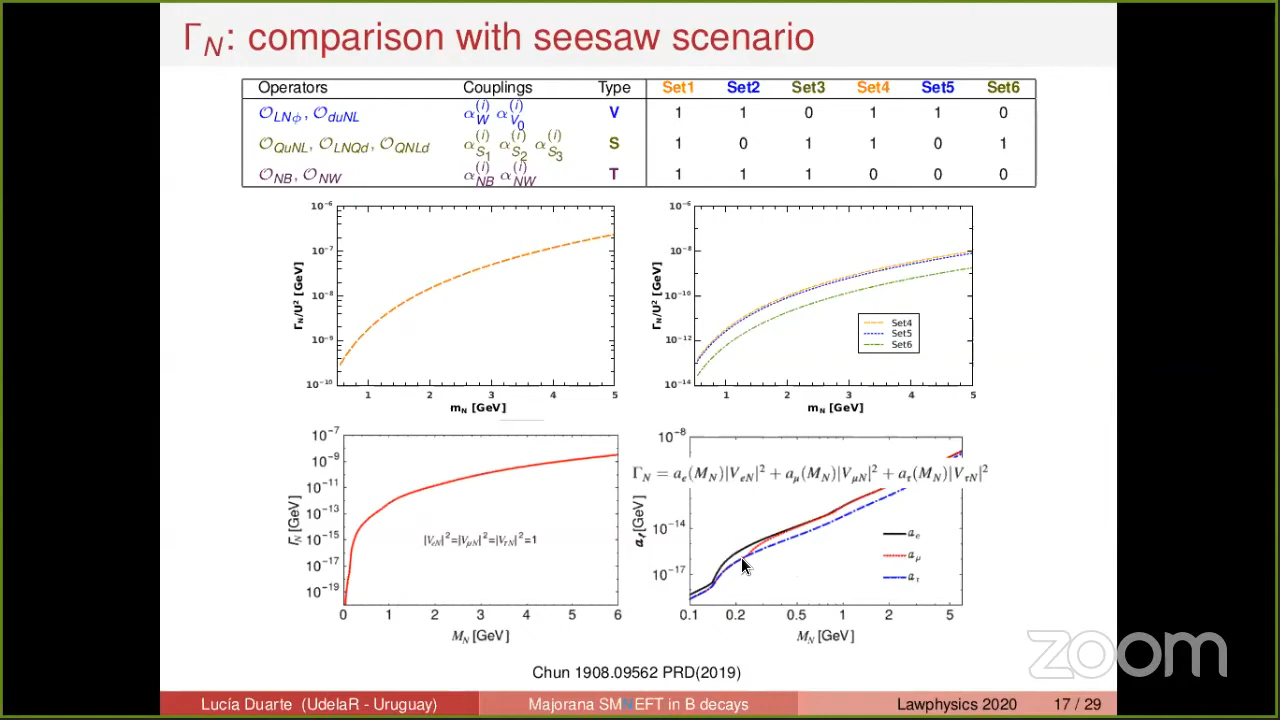 Γ_N: comparison with seesaw scenario
Operators Couplings Type Set1 Set2 Set3 Set4 Set5 Set6
O_LNϕ, O_duNL α_W^(i) α_V0^(i) V 1 1 0 1 1 0
O_QuNL, O_LNQd, O_QNLd α_S1^(i) α_S2^(i) α_S3^(i) S 1 0 1 1 0 1
O_NB, O_NW α_NB^(i) α_NW^(i) T 1 1 1 0 0 0
10^-6
10^-7
10^-8
10^-9
10^-10
Γ_N/U² [GeV]
1 2 3 4 5
m_N [GeV]
10^-6
10^-8
10^-10
10^-12
10^-14
Γ_N/U² [GeV]
Set4
Set5
Set6
1 2 3 4 5
m_N [GeV]
10^-7
10^-9
10^-11
10^-13
10^-15
10^-17
10^-19
Γ_N [GeV]
|V_eN|²=|V_μN|²=|V_τN|²=1
0 1 2 3 4 5 6
M_N [GeV]
10^-8
Γ_N = a_e(M_N)|V_eN|² + a_μ(M_N)|V_μN|² + a_τ(M_N)|V_τN|²
10^-14
10^-17
[GeV]
a_e
a_μ
a_τ
0.1 0.2 0.5 1 2 5
M_N [GeV]
Chun 1908.09562 PRD(2019)
zoom
Lucía Duarte (UdelaR - Uruguay) Majorana SMNEFT in B decays Lawphysics 2020 17 / 29